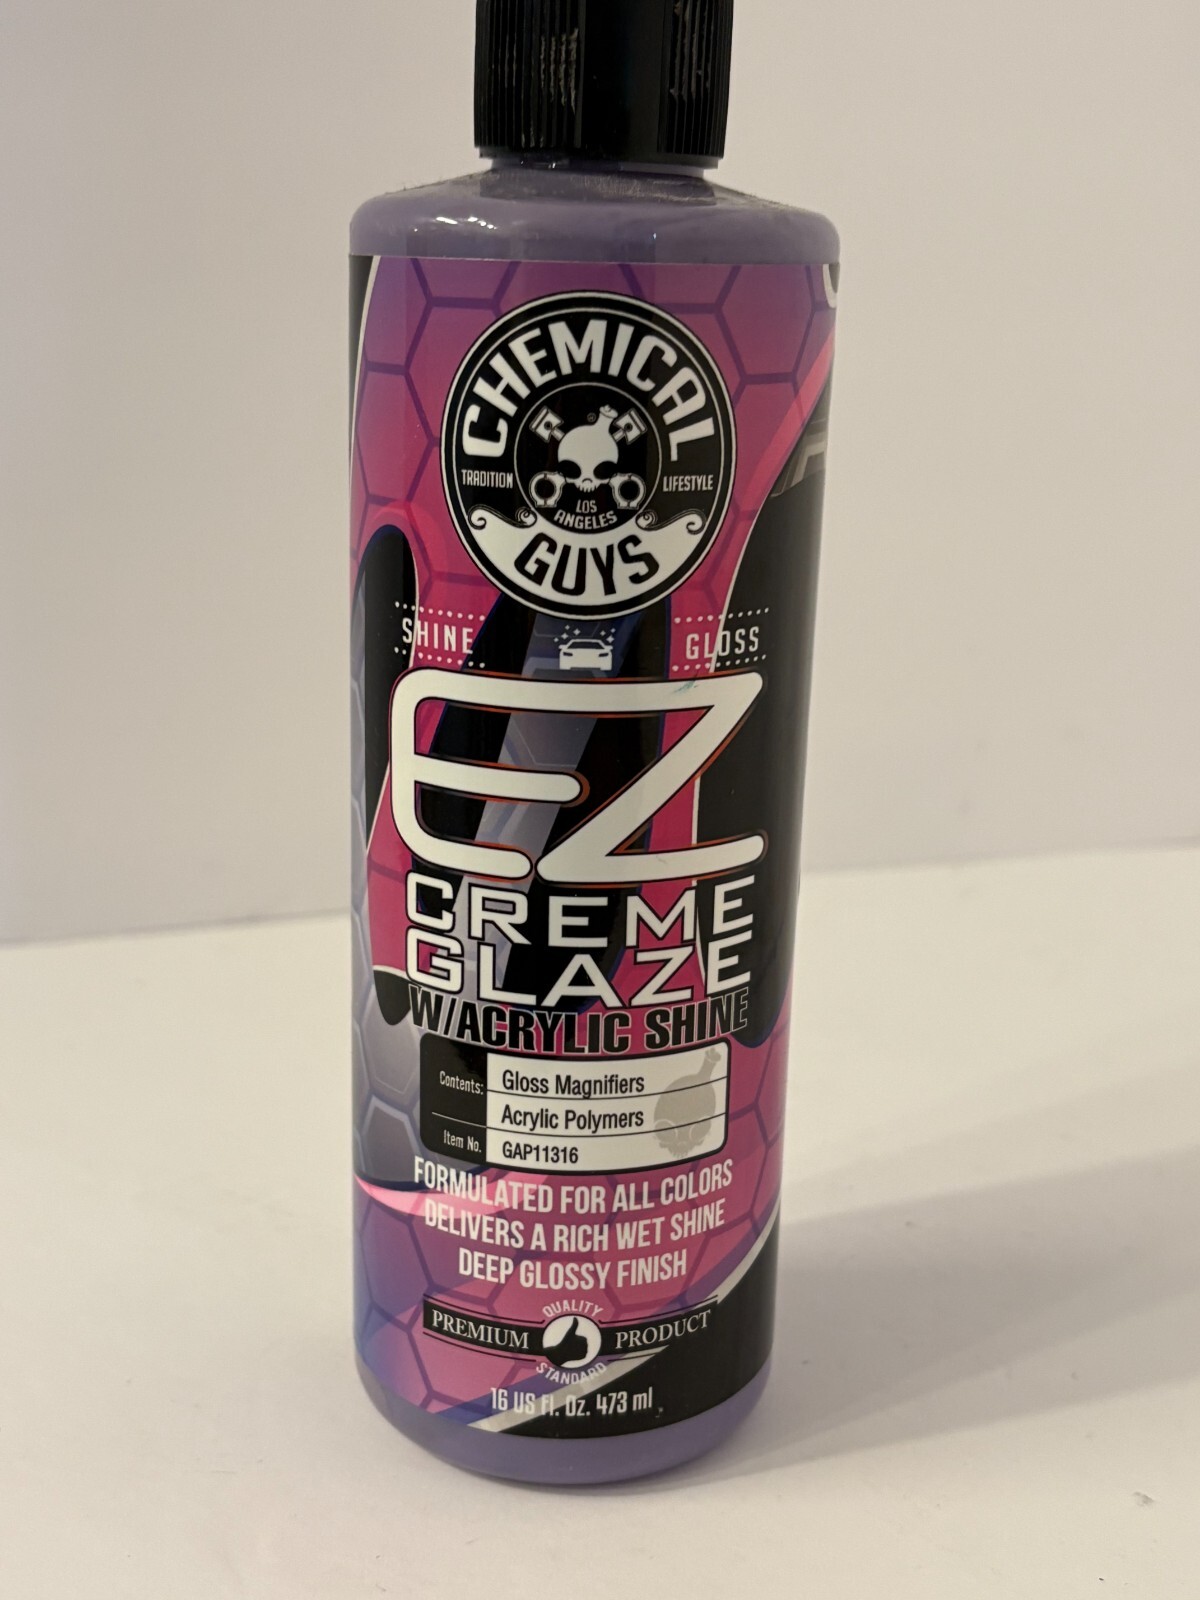 CHEMICAL
TRADITION
LIFESTYLE
LOS
ANGELES
GUYS
SHINE
GLOSS
EZ
CREME
GLAZE
W/ACRYLIC SHINE
Contents: Gloss Magnifiers
Acrylic Polymers
Item No. GAP11316
FORMULATED FOR ALL COLORS
DELIVERS A RICH WET SHINE
DEEP GLOSSY FINISH
QUALITY
PREMIUM PRODUCT
STANDARD
16 US Fl. Oz. 473 ml